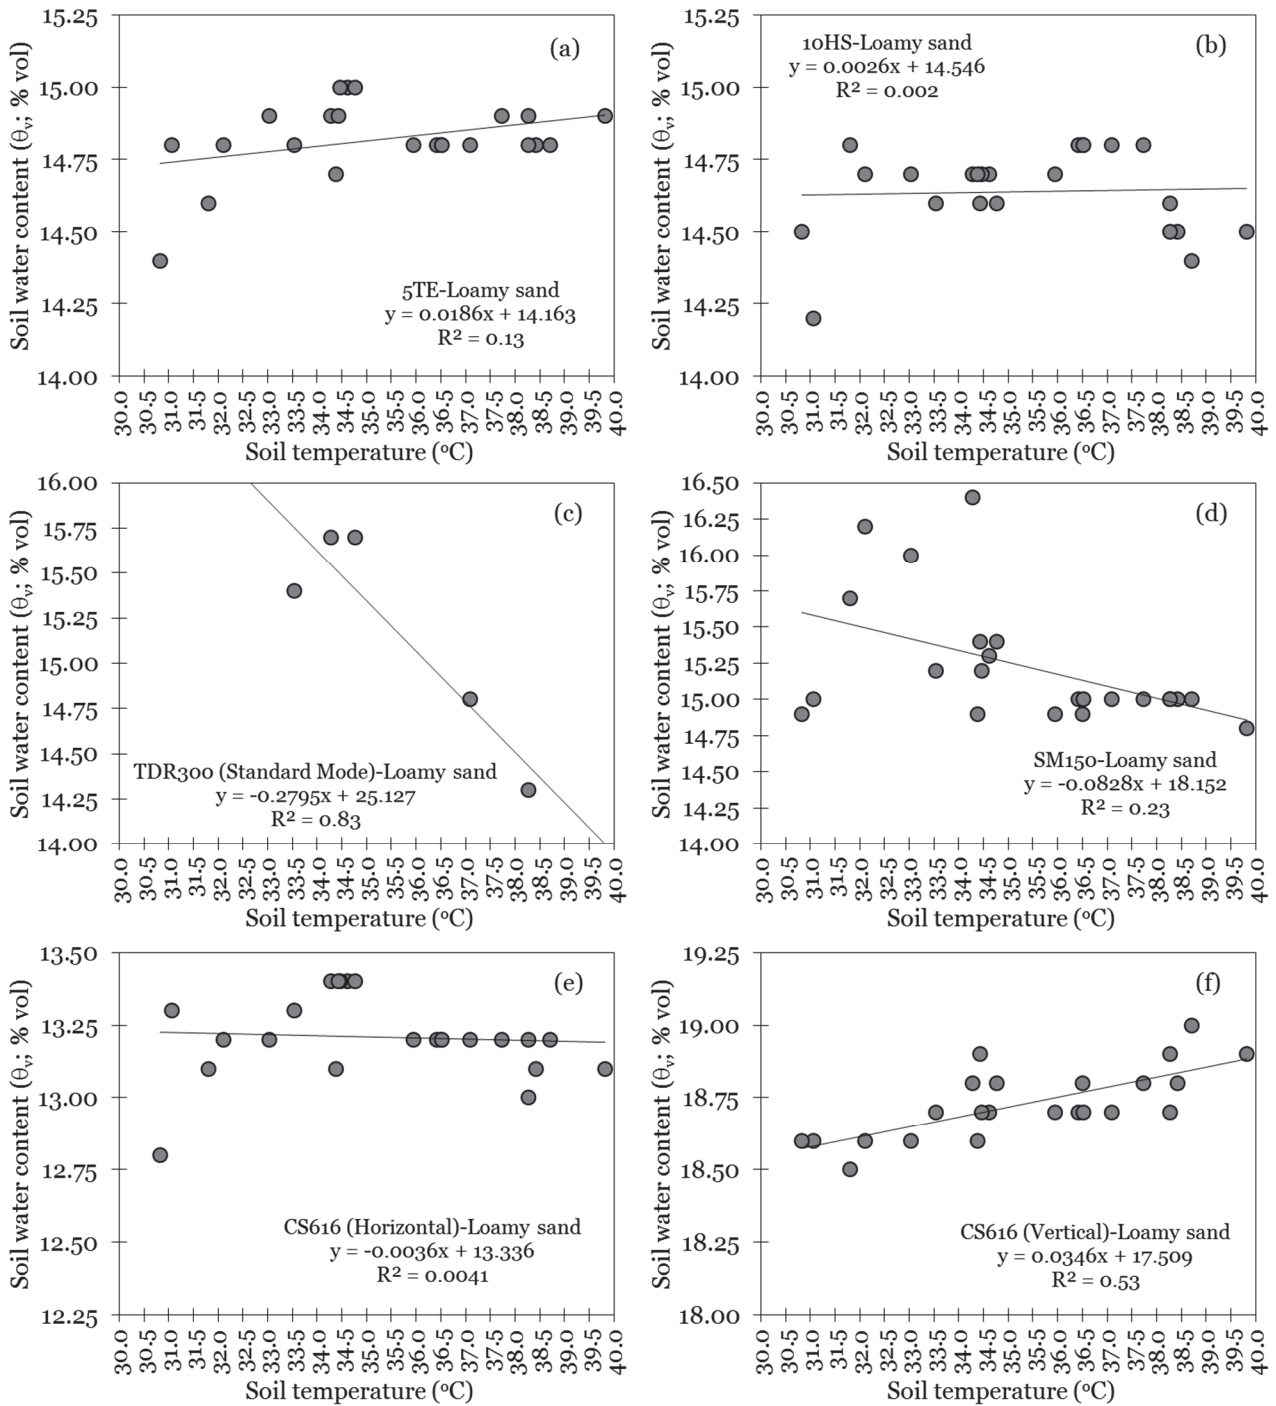 15.25
15.00
14.75
14.50
14.25
14.00
Soil water content (θv; % vol)
(a)
5TE-Loamy sand
y = 0.0186x + 14.163
R² = 0.13
30.0 30.5 31.0 31.5 32.0 32.5 33.0 33.5 34.0 34.5 35.0 35.5 36.0 36.5 37.0 37.5 38.0 38.5 39.0 39.5 40.0
Soil temperature (ºC)
15.25
15.00
14.75
14.50
14.25
14.00
Soil water content (θv; % vol)
(b)
10HS-Loamy sand
y = 0.0026x + 14.546
R² = 0.002
30.0 30.5 31.0 31.5 32.0 32.5 33.0 33.5 34.0 34.5 35.0 35.5 36.0 36.5 37.0 37.5 38.0 38.5 39.0 39.5 40.0
Soil temperature (ºC)
16.00
15.75
15.50
15.25
15.00
14.75
14.50
14.25
14.00
Soil water content (θv; % vol)
(c)
TDR300 (Standard Mode)-Loamy sand
y = -0.2795x + 25.127
R² = 0.83
30.0 30.5 31.0 31.5 32.0 32.5 33.0 33.5 34.0 34.5 35.0 35.5 36.0 36.5 37.0 37.5 38.0 38.5 39.0 39.5 40.0
Soil temperature (ºC)
16.50
16.25
16.00
15.75
15.50
15.25
15.00
14.75
14.50
14.25
14.00
Soil water content (θv; % vol)
(d)
SM150-Loamy sand
y = -0.0828x + 18.152
R² = 0.23
30.0 30.5 31.0 31.5 32.0 32.5 33.0 33.5 34.0 34.5 35.0 35.5 36.0 36.5 37.0 37.5 38.0 38.5 39.0 39.5 40.0
Soil temperature (ºC)
13.50
13.25
13.00
12.75
12.50
12.25
Soil water content (θv; % vol)
(e)
CS616 (Horizontal)-Loamy sand
y = -0.0036x + 13.336
R² = 0.0041
30.0 30.5 31.0 31.5 32.0 32.5 33.0 33.5 34.0 34.5 35.0 35.5 36.0 36.5 37.0 37.5 38.0 38.5 39.0 39.5 40.0
Soil temperature (ºC)
19.25
19.00
18.75
18.50
18.25
18.00
Soil water content (θv; % vol)
(f)
CS616 (Vertical)-Loamy sand
y = 0.0346x + 17.509
R² = 0.53
30.0 30.5 31.0 31.5 32.0 32.5 33.0 33.5 34.0 34.5 35.0 35.5 36.0 36.5 37.0 37.5 38.0 38.5 39.0 39.5 40.0
Soil temperature (ºC)